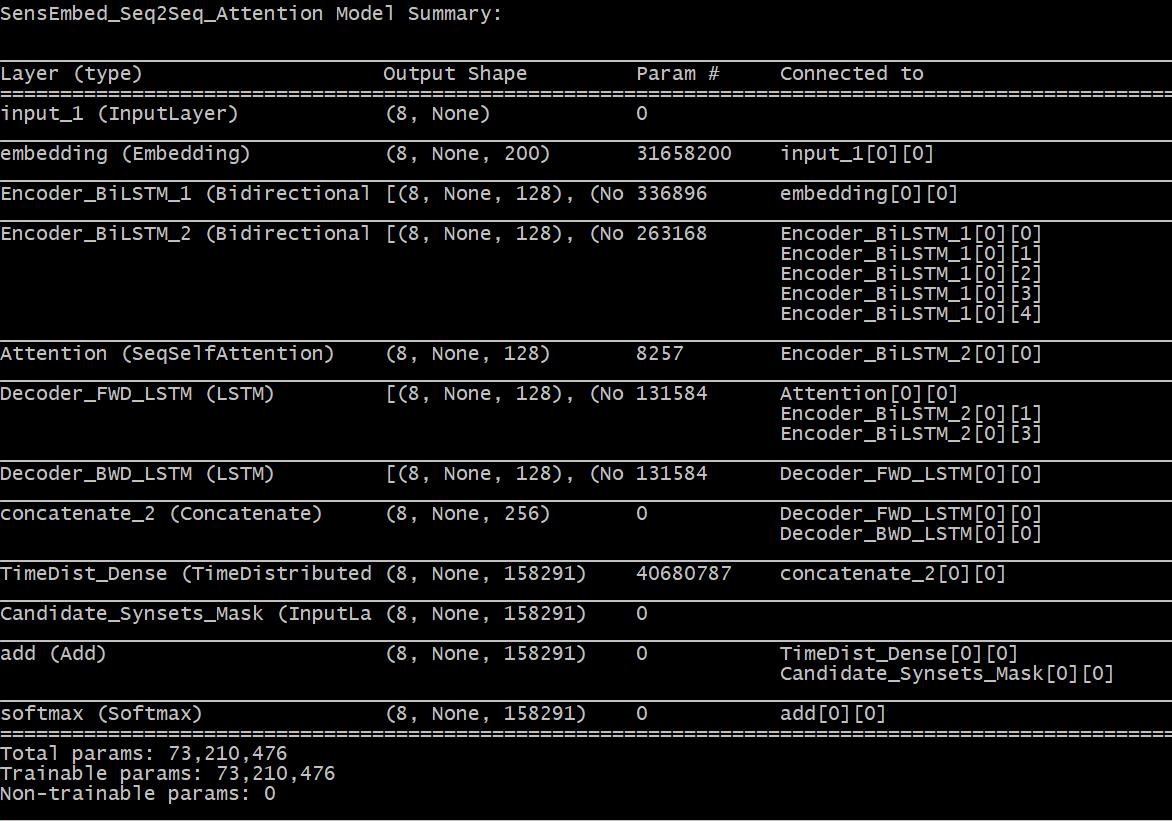 SensEmbed_Seq2Seq_Attention Model Summary:
Layer (type) Output Shape Param # Connected to
input_1 (InputLayer) (8, None) 0
embedding (Embedding) (8, None, 200) 31658200 input_1[0][0]
Encoder_BiLSTM_1 (Bidirectional [(8, None, 128), (No 336896 embedding[0][0]
Encoder_BiLSTM_2 (Bidirectional [(8, None, 128), (No 263168 Encoder_BiLSTM_1[0][0]
Encoder_BiLSTM_1[0][1]
Encoder_BiLSTM_1[0][2]
Encoder_BiLSTM_1[0][3]
Encoder_BiLSTM_1[0][4]
Attention (SeqSelfAttention) (8, None, 128) 8257 Encoder_BiLSTM_2[0][0]
Decoder_FWD_LSTM (LSTM) [(8, None, 128), (No 131584 Attention[0][0]
Encoder_BiLSTM_2[0][1]
Encoder_BiLSTM_2[0][3]
Decoder_BWD_LSTM (LSTM) [(8, None, 128), (No 131584 Decoder_FWD_LSTM[0][0]
concatenate_2 (Concatenate) (8, None, 256) 0 Decoder_FWD_LSTM[0][0]
Decoder_BWD_LSTM[0][0]
TimeDist_Dense (TimeDistributed (8, None, 158291) 40680787 concatenate_2[0][0]
Candidate_Synsets_Mask (InputLa (8, None, 158291) 0
add (Add) (8, None, 158291) 0 TimeDist_Dense[0][0]
Candidate_Synsets_Mask[0][0]
softmax (Softmax) (8, None, 158291) 0 add[0][0]
Total params: 73,210,476
Trainable params: 73,210,476
Non-trainable params: 0